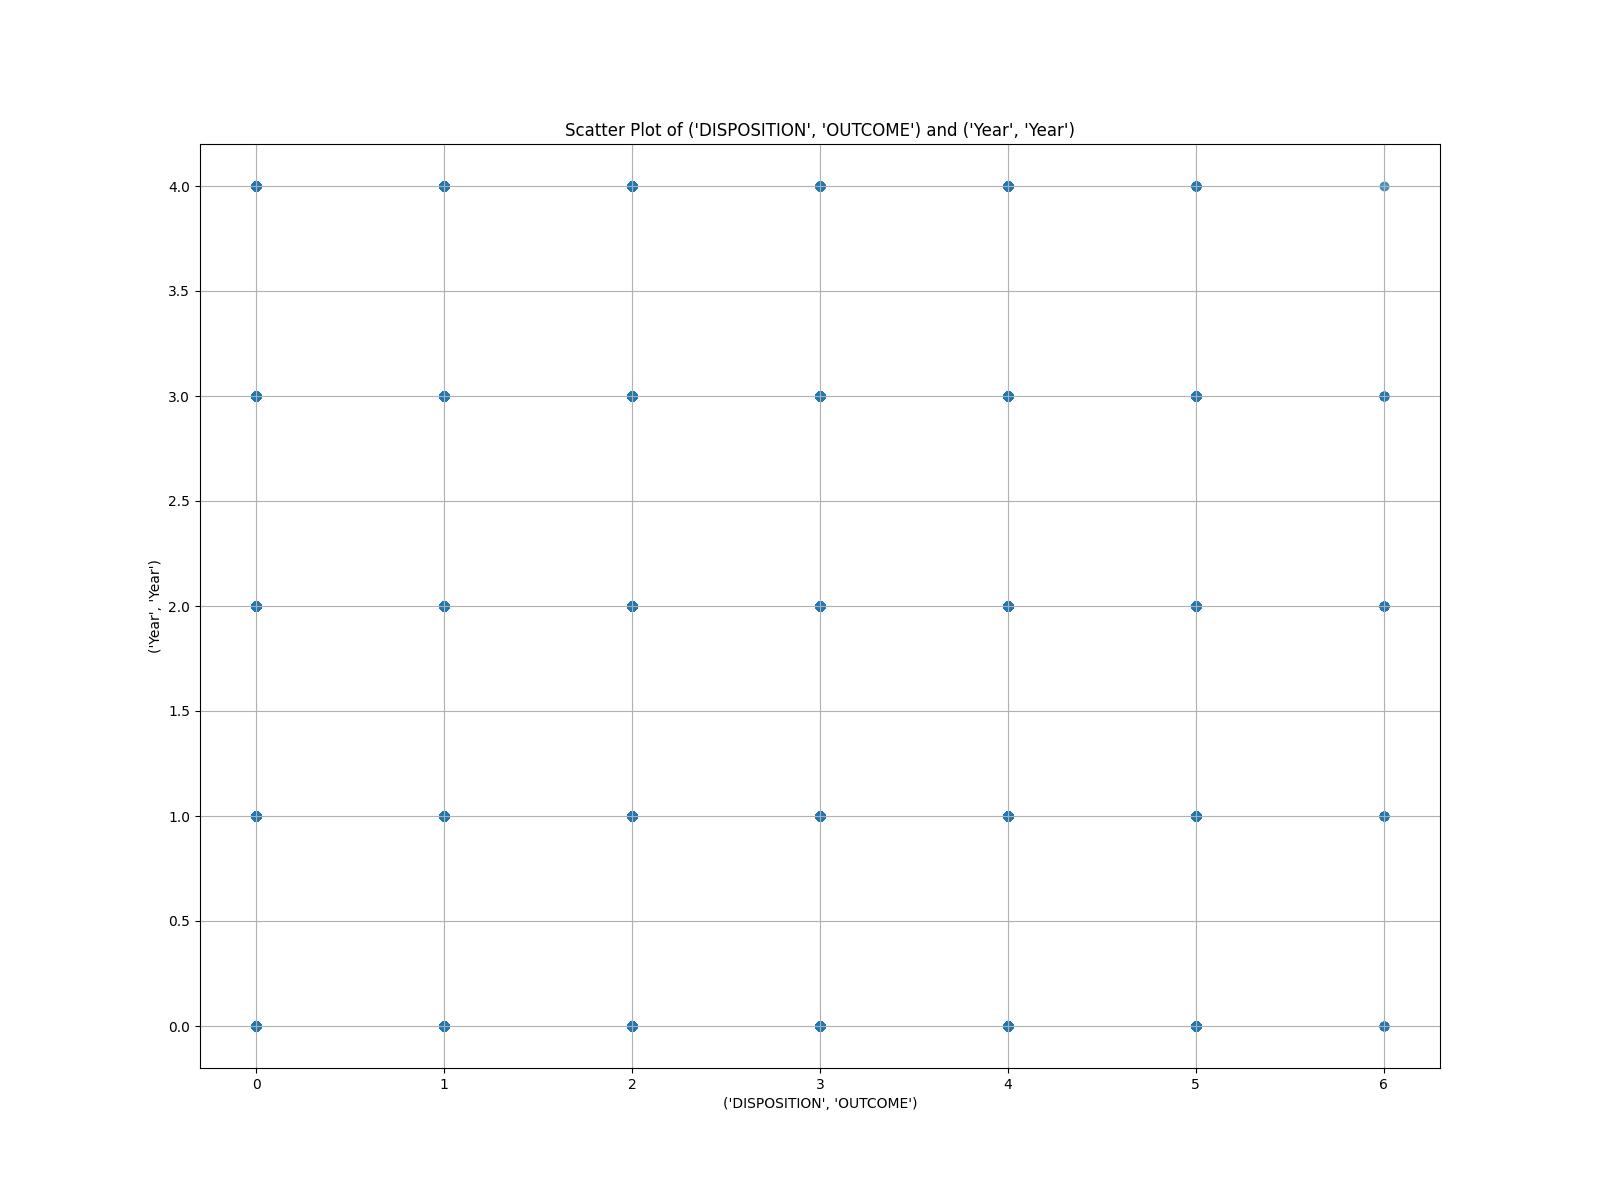 Scatter Plot of ('DISPOSITION', 'OUTCOME') and ('Year', 'Year')
4.0
3.5
3.0
2.5
2.0
1.5
1.0
0.5
0.0
('Year', 'Year')
0 1 2 3 4 5 6
('DISPOSITION', 'OUTCOME')